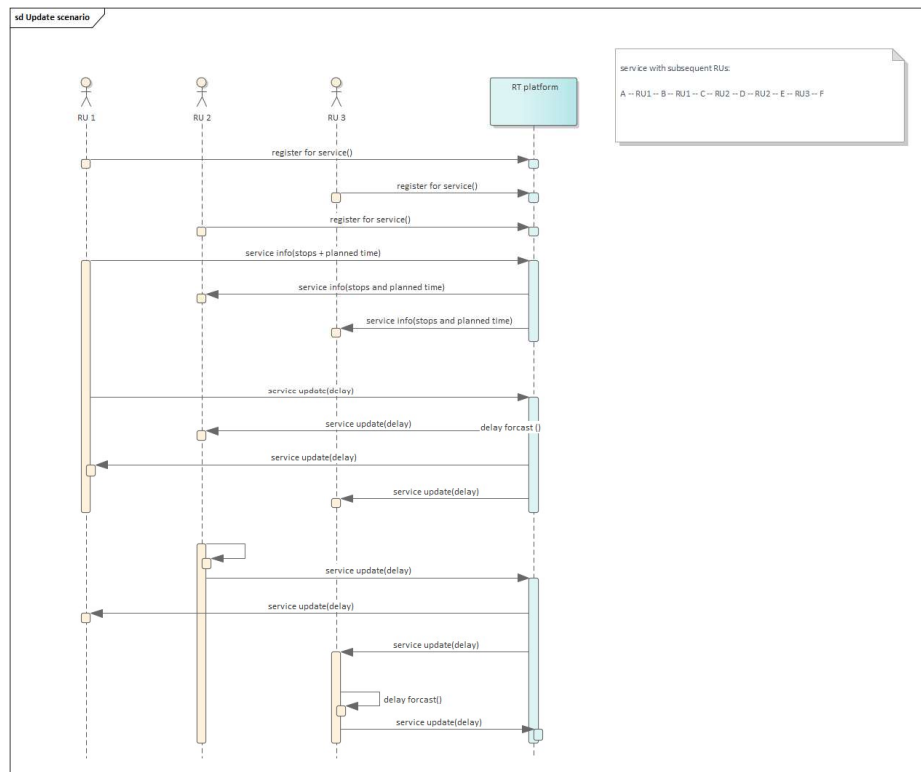 sd Update scenario
service with subsequent RUs:
A -- RU1 -- B -- RU1 -- C -- RU2 -- D -- RU2 -- E -- RU3 -- F
RT platform
RU 1
RU 2
RU 3
register for service()
register for service()
register for service()
service info(stops + planned time)
service info(stops and planned time)
service info(stops and planned time)
service update(delay)
service update(delay)
delay forcast ()
service update(delay)
service update(delay)
service update(delay)
service update(delay)
service update(delay)
delay forcast()
service update(delay)